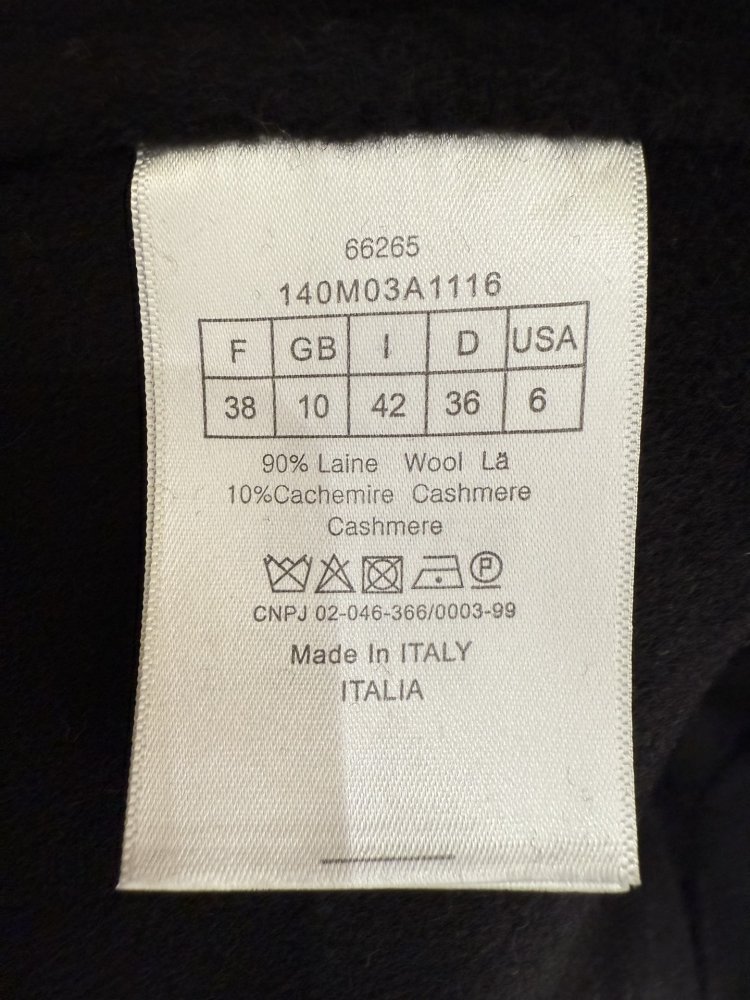 66265
140M03A1116
F GB I D USA
38 10 42 36 6
90% Laine Wool Lä
10%Cachemire Cashmere
Cashmere
P
CNPJ 02-046-366/0003-99
Made In ITALY
ITALIA